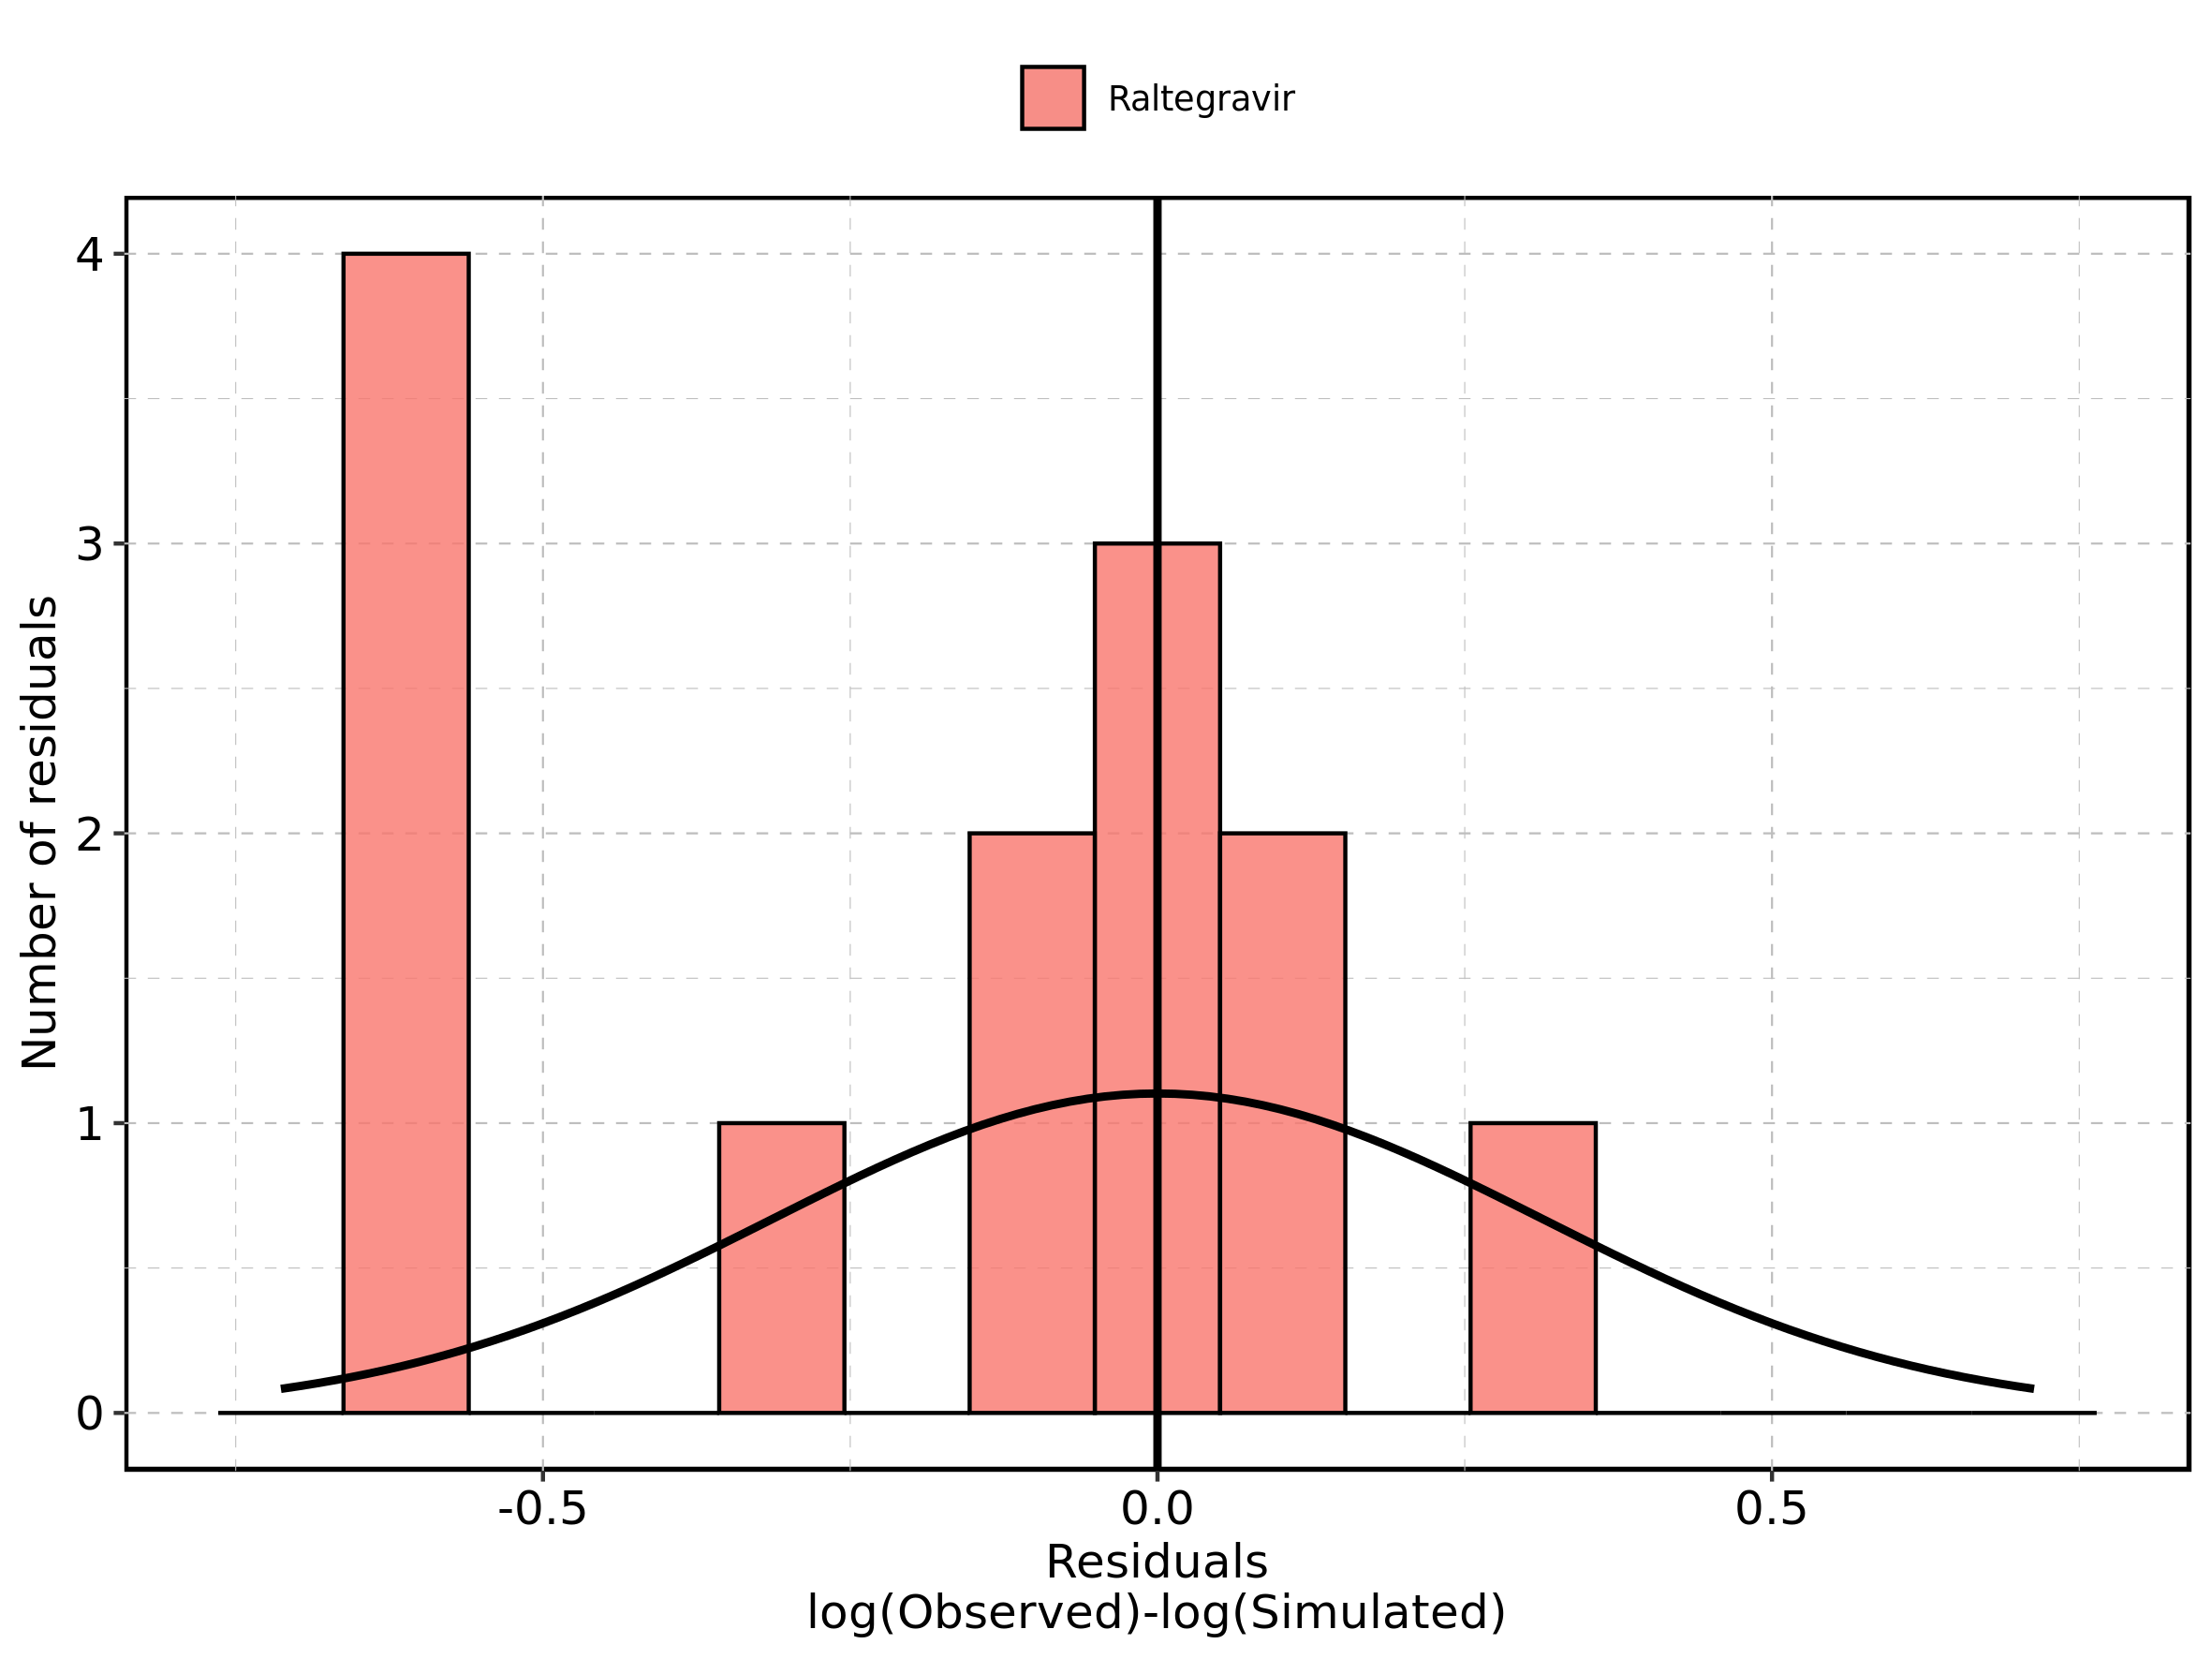 Raltegravir
4
3
2
1
0
Number of residuals
-0.5 0.0 0.5
Residuals
log(Observed)-log(Simulated)